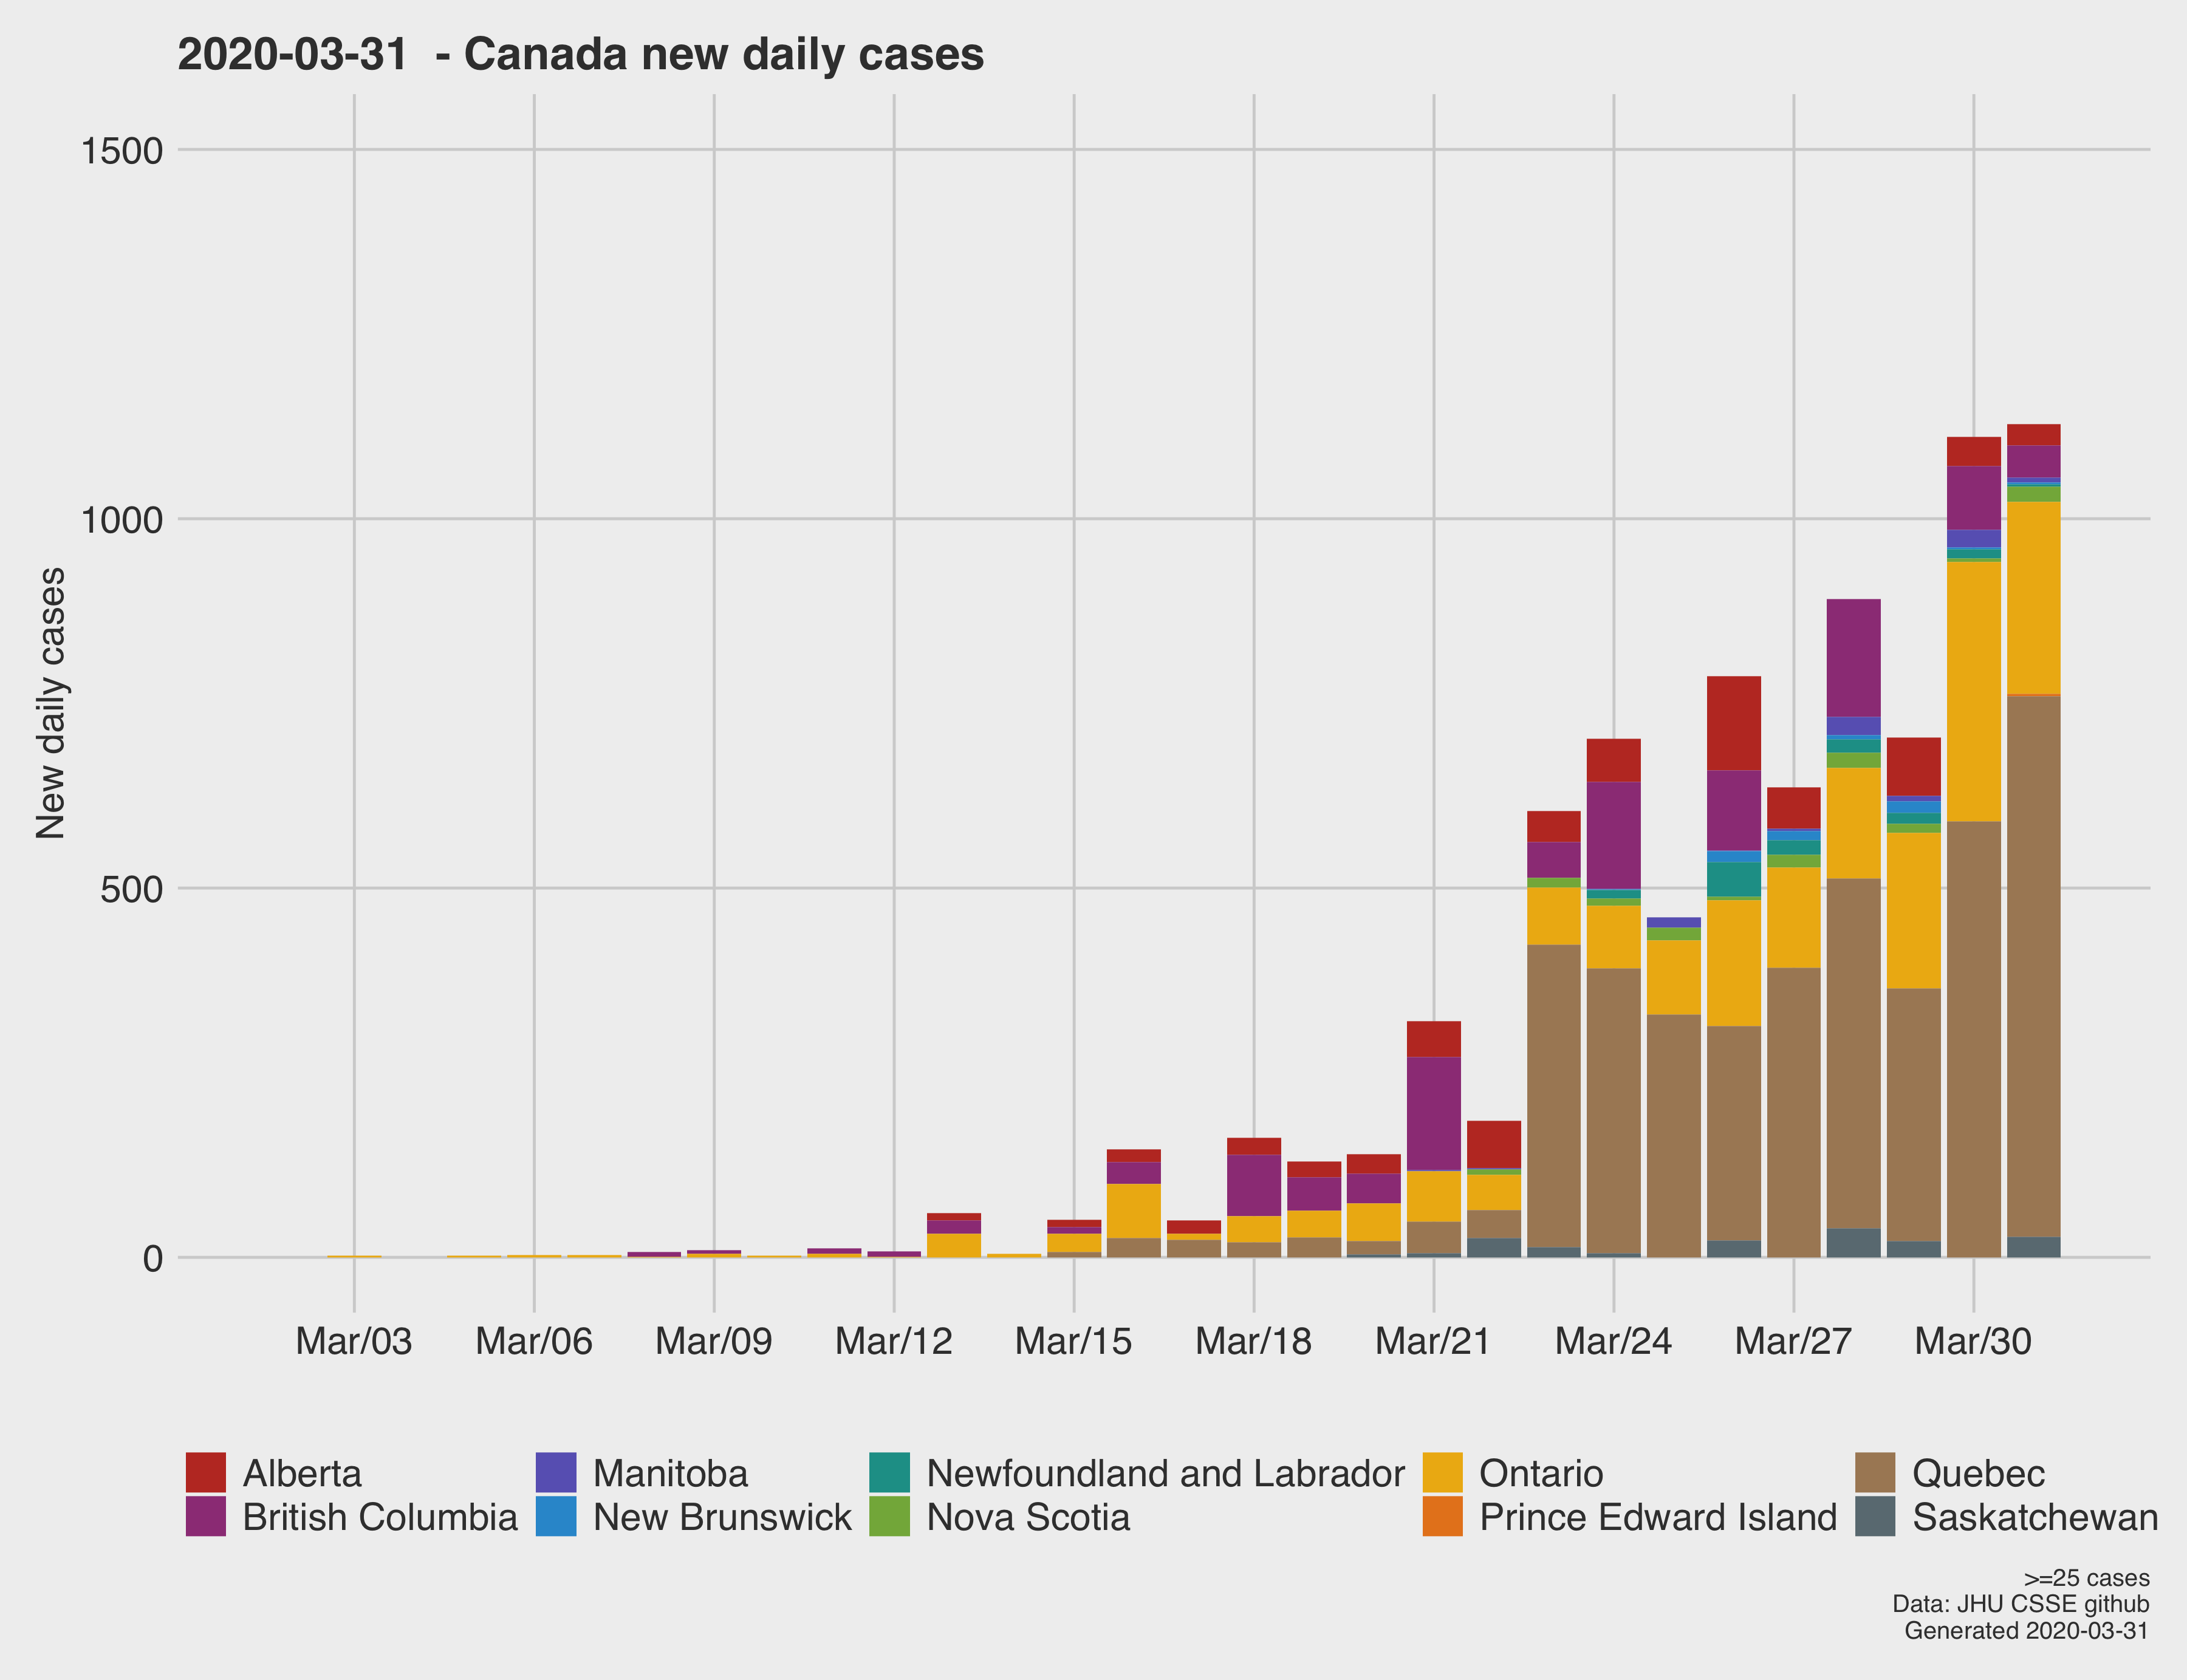 2020-03-31  - Canada new daily cases
New daily cases
1500
1000
500
0
Mar/03 Mar/06 Mar/09 Mar/12 Mar/15 Mar/18 Mar/21 Mar/24 Mar/27 Mar/30
Alberta Manitoba Newfoundland and Labrador Ontario Quebec
British Columbia New Brunswick Nova Scotia Prince Edward Island Saskatchewan
>=25 cases
Data: JHU CSSE github
Generated 2020-03-31